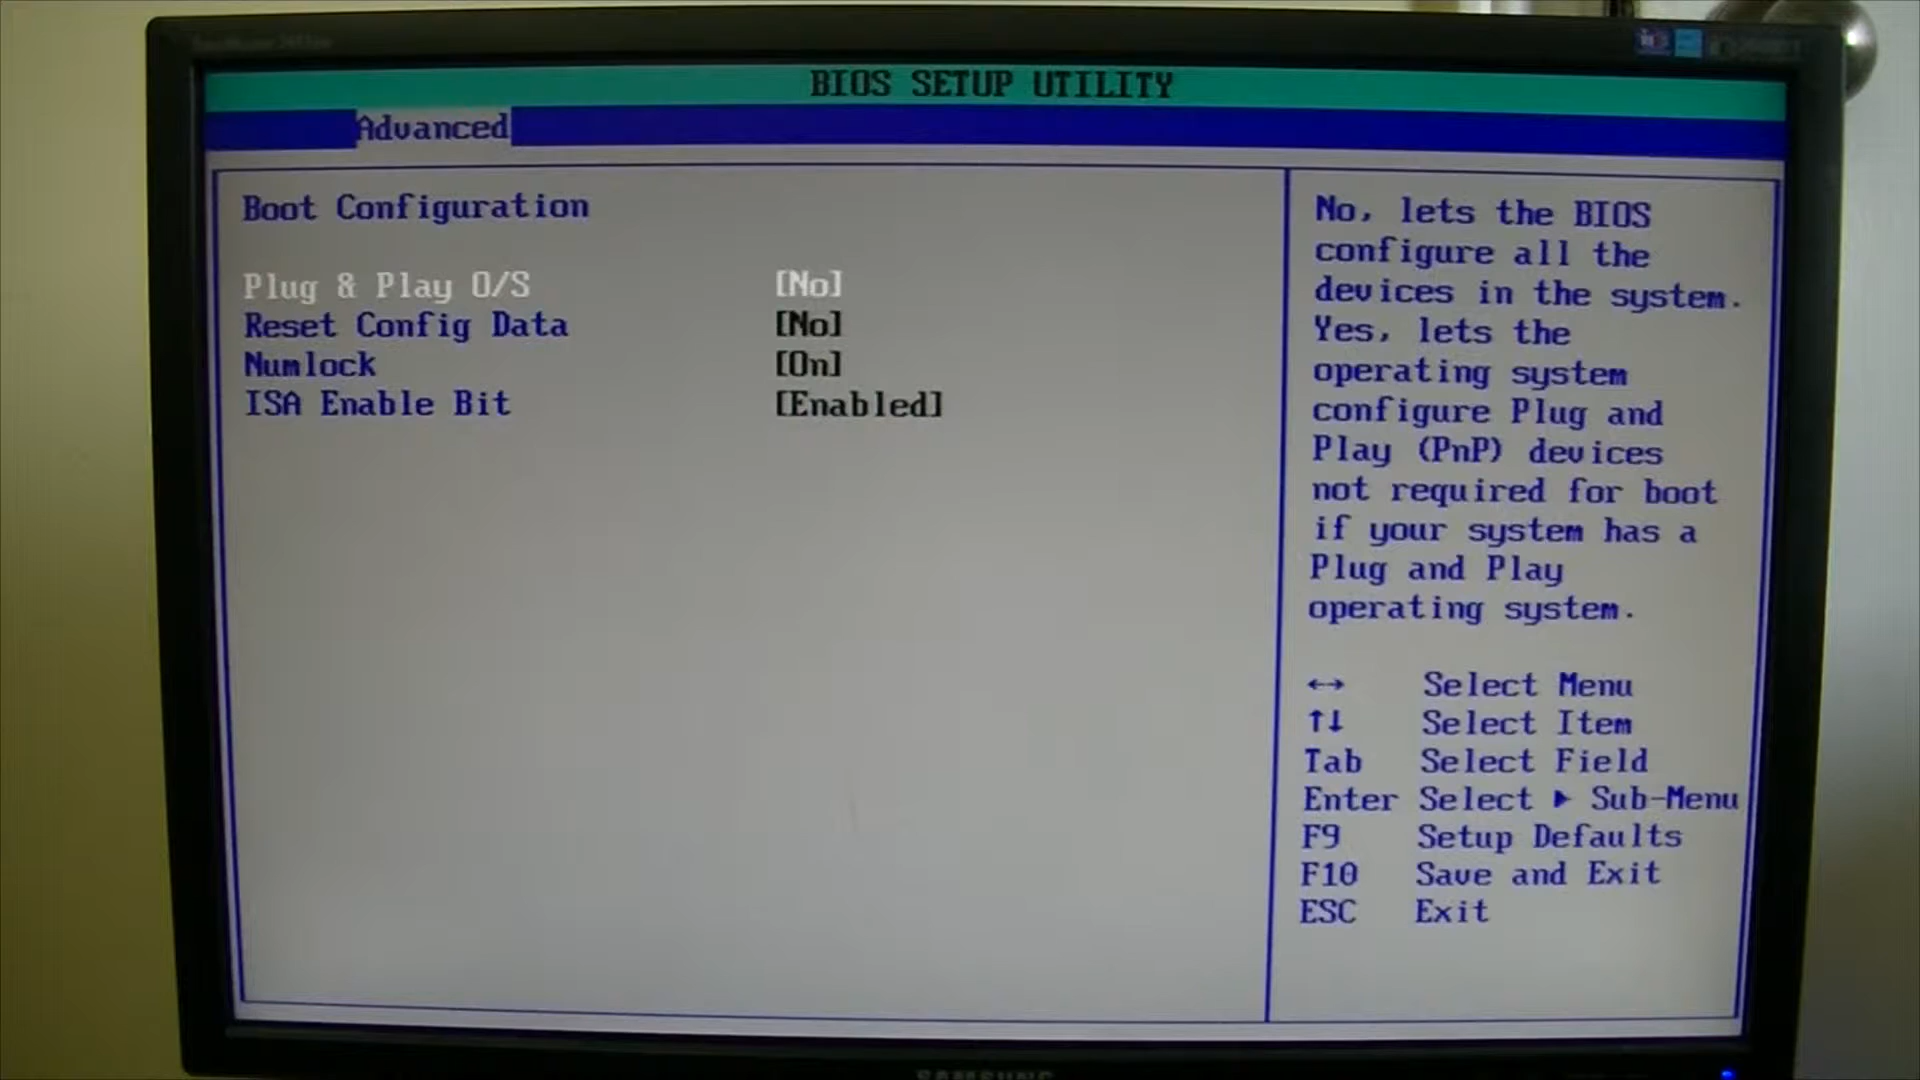 BIOS SETUP UTILITY
Advanced
Boot Configuration
Plug & Play O/S [No]
Reset Config Data [No]
Numlock [On]
ISA Enable Bit [Enabled]
No, lets the BIOS
configure all the
devices in the system.
Yes, lets the
operating system
configure Plug and
Play (PnP) devices
not required for boot
if your system has a
Plug and Play
operating system.
↔ Select Menu
↑↓ Select Item
Tab Select Field
Enter Select ▶ Sub-Menu
F9 Setup Defaults
F10 Save and Exit
ESC Exit
SAMSUNG